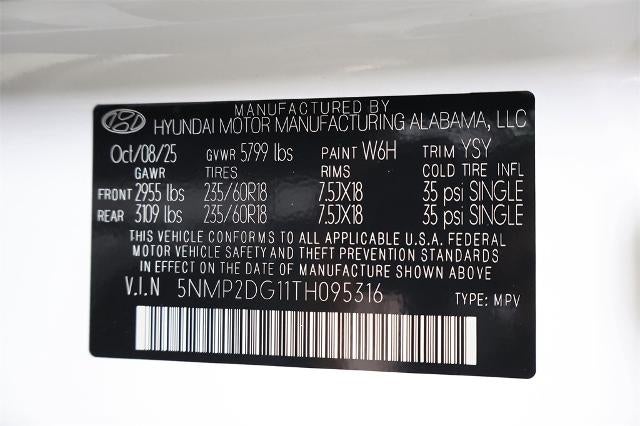 MANUFACTURED BY
HYUNDAI MOTOR MANUFACTURING ALABAMA, LLC
Oct/08/25 GVWR 5799 lbs PAINT W6H TRIM YSY
GAWR TIRES RIMS COLD TIRE INFL
FRONT 2955 lbs 235/60R18 7.5JX18 35 psi SINGLE
REAR 3109 lbs 235/60R18 7.5JX18 35 psi SINGLE
THIS VEHICLE CONFORMS TO ALL APPLICABLE U.S.A. FEDERAL
MOTOR VEHICLE SAFETY AND THEFT PREVENTION STANDARDS
IN EFFECT ON THE DATE OF MANUFACTURE SHOWN ABOVE.
V.I.N 5NMP2DG11TH095316 TYPE: MPV